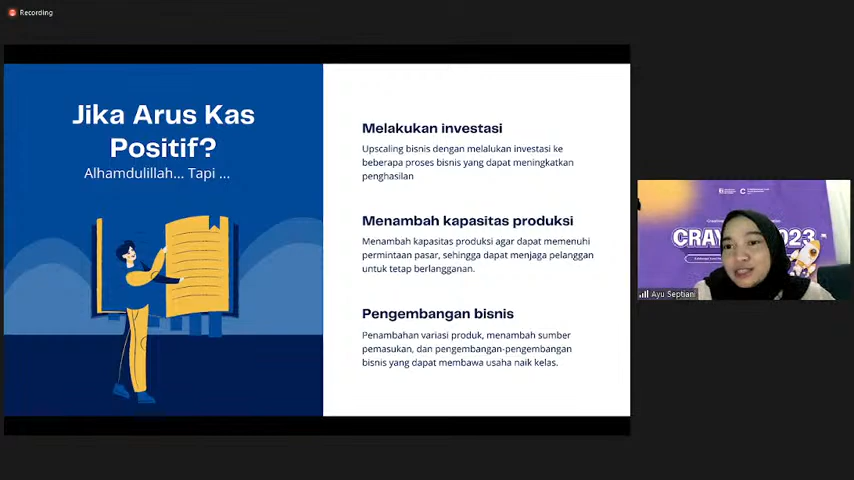 Recording
Jika Arus Kas
Positif?
Alhamdulillah... Tapi ...
Melakukan investasi
Upscaling bisnis dengan melalukan investasi ke
beberapa proses bisnis yang dapat meningkatkan
penghasilan
Menambah kapasitas produksi
Menambah kapasitas produksi agar dapat memenuhi
permintaan pasar, sehingga dapat menjaga pelanggan
untuk tetap berlangganan.
Pengembangan bisnis
Penambahan variasi produk, menambah sumber
pemasukan, dan pengembangan-pengembangan
bisnis yang dapat membawa usaha naik kelas.
Ayu Septiani